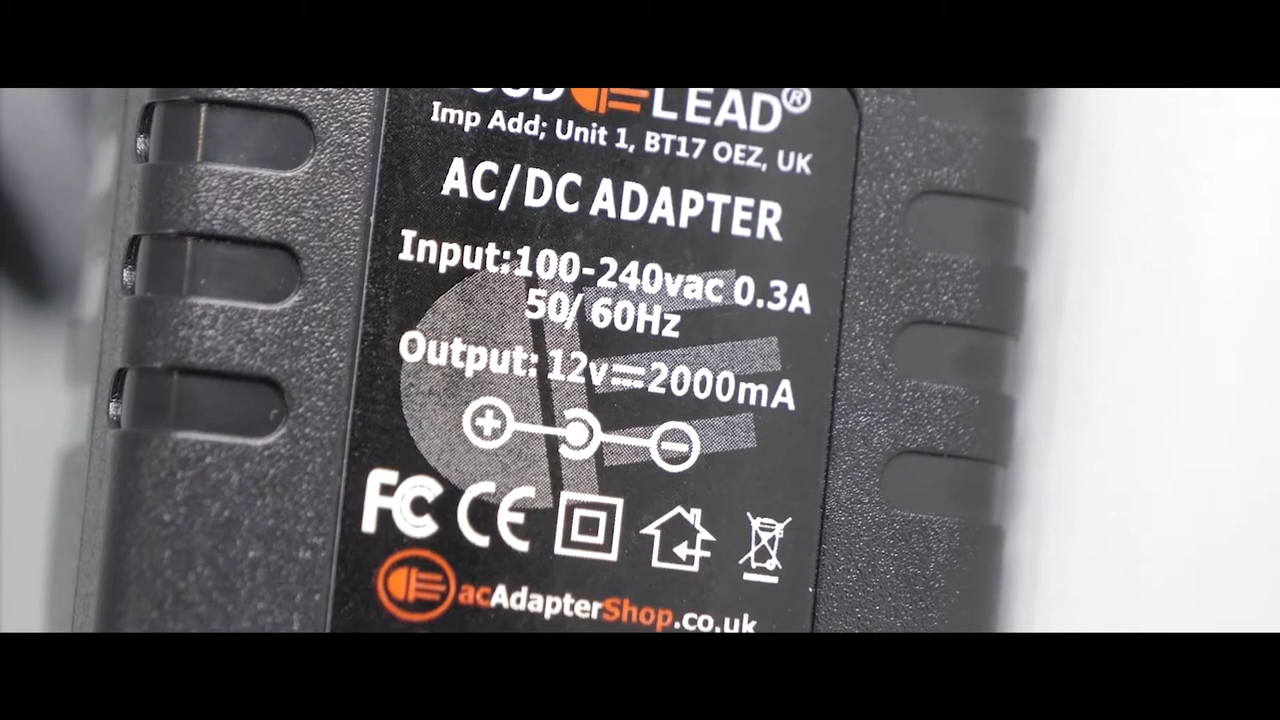 LEAD®
Imp Add; Unit 1, BT17 OEZ, UK
AC/DC ADAPTER
Input:100-240vac 0.3A
50/ 60Hz
Output: 12v⎓2000mA
FC CE
acAdapterShop.co.uk